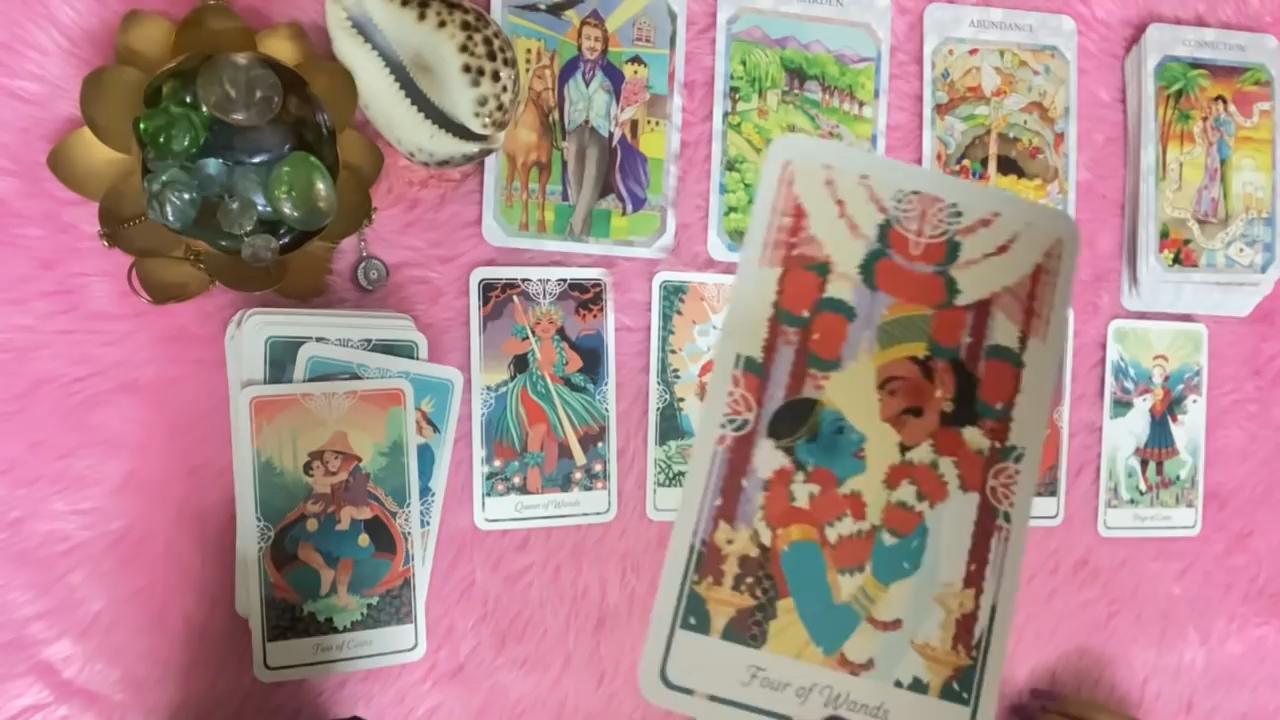 ABUNDANCE
CONNECTION
Queen of Wands
Two of Coins
Four of Wands